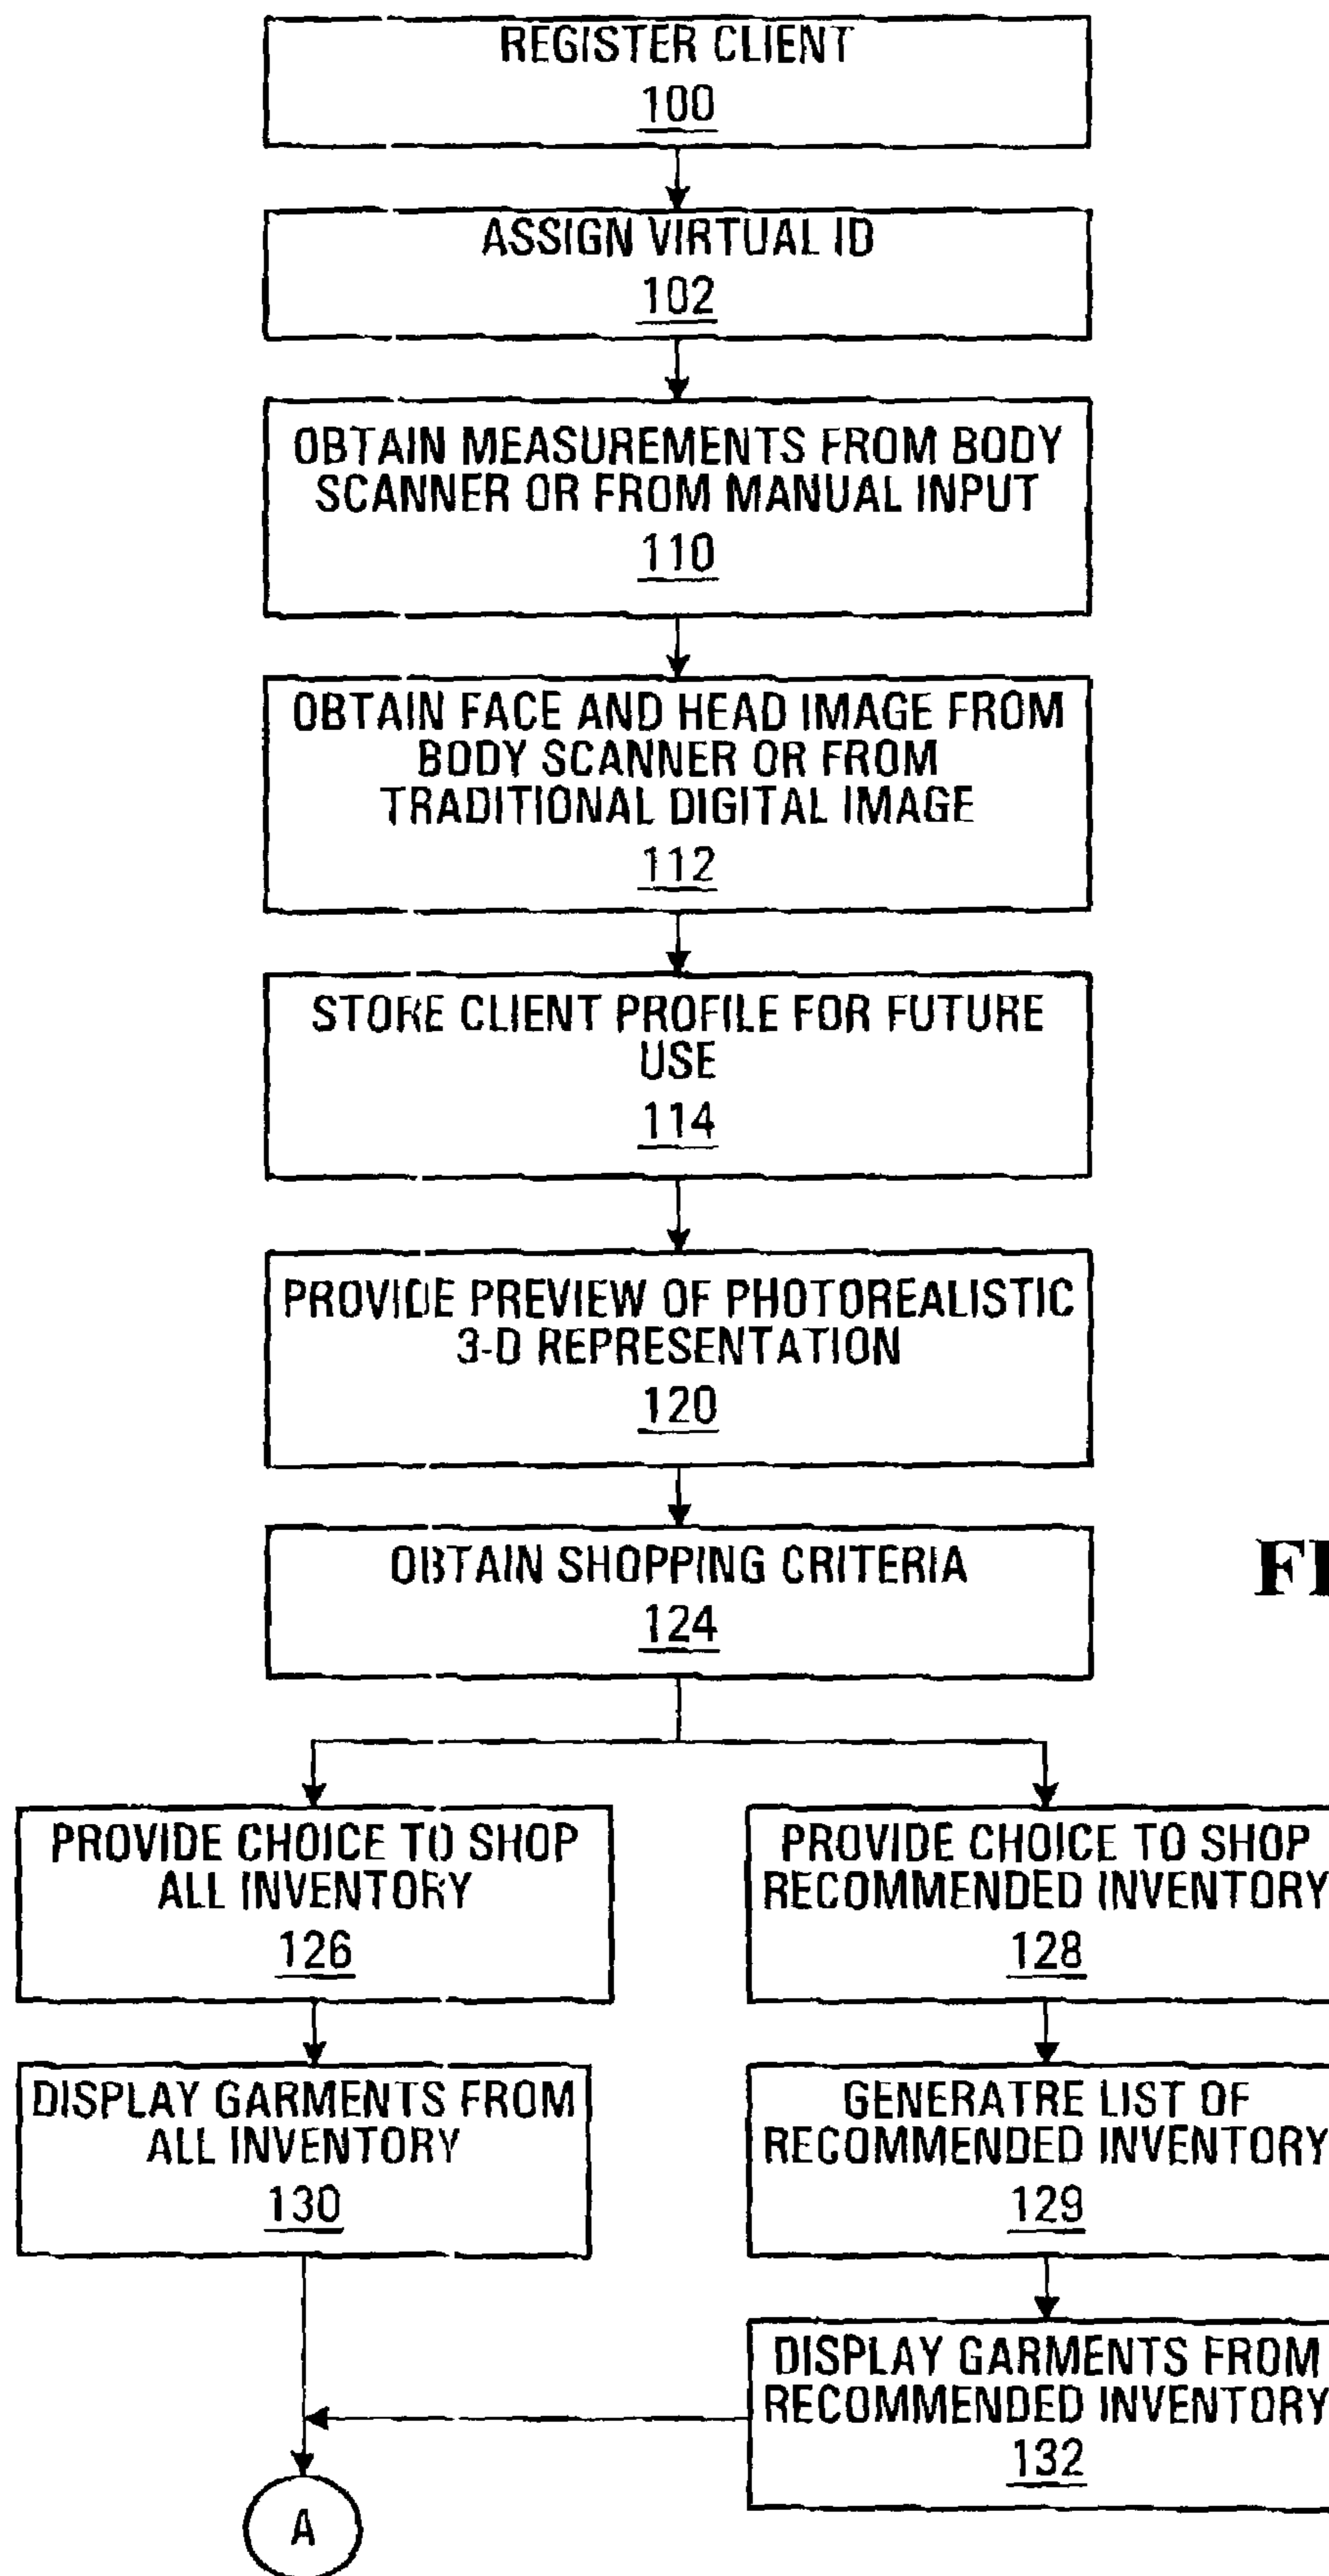 REGISTER CLIENT
100
ASSIGN VIRTUAL ID
102
OBTAIN MEASUREMENTS FROM BODY
SCANNER OR FROM MANUAL INPUT
110
OBTAIN FACE AND HEAD IMAGE FROM
BODY SCANNER OR FROM
TRADITIONAL DIGITAL IMAGE
112
STORE CLIENT PROFILE FOR FUTURE
USE
114
PROVIDE PREVIEW OF PHOTOREALISTIC
3-D REPRESENTATION
120
OBTAIN SHOPPING CRITERIA
124
PROVIDE CHOICE TO SHOP
ALL INVENTORY
126
PROVIDE CHOICE TO SHOP
RECOMMENDED INVENTORY
128
DISPLAY GARMENTS FROM
ALL INVENTORY
130
GENERATRE LIST OF
RECOMMENDED INVENTORY
129
DISPLAY GARMENTS FROM
RECOMMENDED INVENTORY
132
A